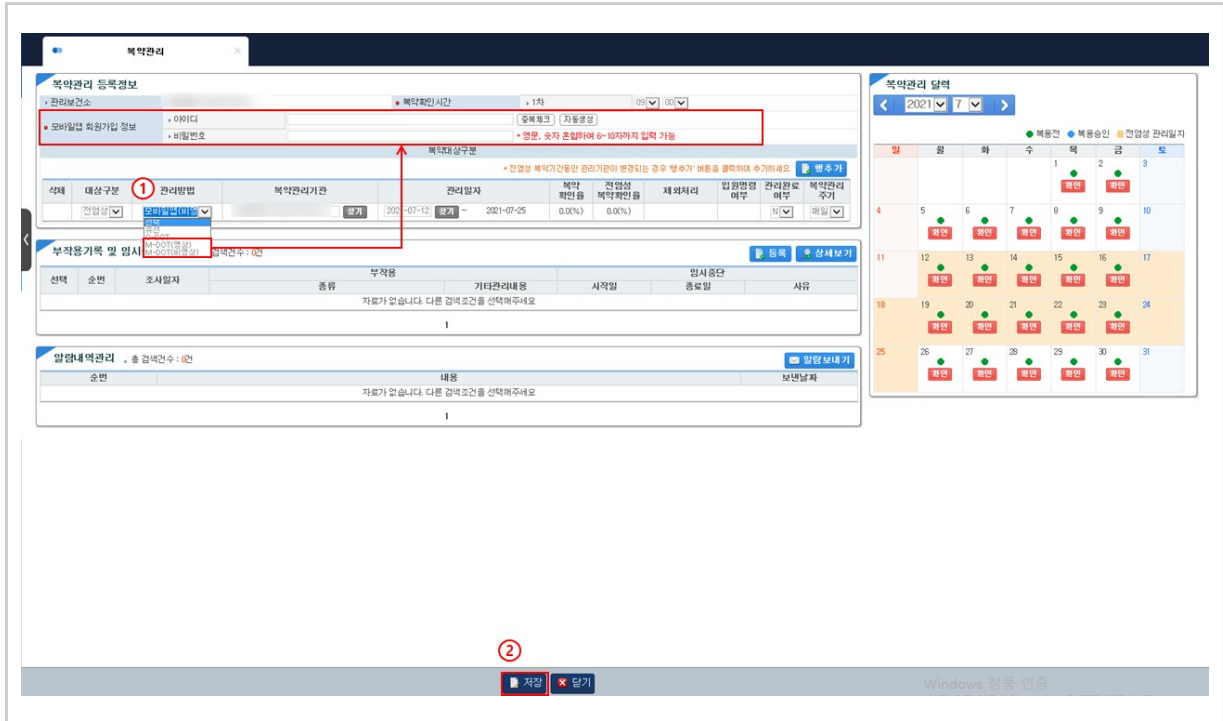 복약관리 ×
복약관리 등록정보
관리보건소
복약확인시간 1차 09 00
모바일앱 회원가입 정보
아이디 중복체크 자동생성
비밀번호 * 영문, 숫자 혼합하여 6~10자까지 입력 가능
복약대상구분
* 전염성 복약기간동안 관리기관이 변경되는 경우 '행추가' 버튼을 클릭하여 추가하세요 행추가
삭제 대상구분 ① 관리방법 복약관리기관 관리일자 복약확인율 전염성복약확인율 제외처리 입원명령여부 관리완료여부 복약관리주기
전염성 모바일앱(비영 찾기 2021-07-12 찾기 ~ 2021-07-25 0.0(%) 0.0(%) N 매일
선택
유선
M-DOT(영상)
M-DOT(비영상)
부작용기록 및 임시 검색건수 : 0건 등록 상세보기
선택 순번 조사일자 부작용 임시중단
종류 기타관리내용 시작일 종료일 사유
자료가 없습니다. 다른 검색조건을 선택해주세요
1
알람내역관리 총 검색건수 : 0건 알람보내기
순번 내용 보낸날짜
자료가 없습니다. 다른 검색조건을 선택해주세요
1
복약관리 달력
< 2021 7 >
복용전 복용승인 전염성 관리일자
일 월 화 수 목 금 토
1 2 3
확인 확인
4 5 6 7 8 9 10
확인 확인 확인 확인 확인
11 12 13 14 15 16 17
확인 확인 확인 확인 확인
18 19 20 21 22 23 24
확인 확인 확인 확인 확인
25 26 27 28 29 30 31
확인 확인 확인 확인 확인
②
저장 닫기
Windows 정품 인증